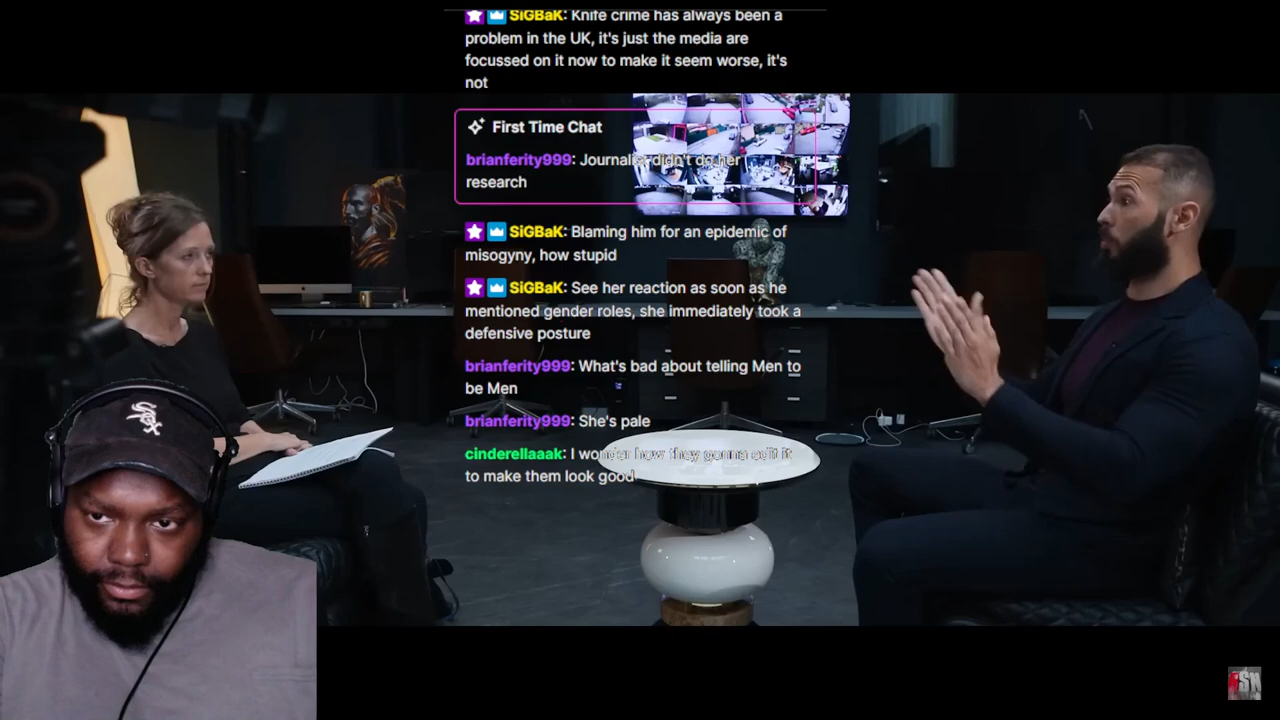 SiGBaK: Knife crime has always been a
problem in the UK, it's just the media are
focussed on it now to make it seem worse, it's
not
First Time Chat
brianferity999: Journalist didn't do her
research
SiGBaK: Blaming him for an epidemic of
misogyny, how stupid
SiGBaK: See her reaction as soon as he
mentioned gender roles, she immediately took a
defensive posture
brianferity999: What's bad about telling Men to
be Men
brianferity999: She's pale
cinderellaaak: I wonder how they gonna edit it
to make them look good
SOX